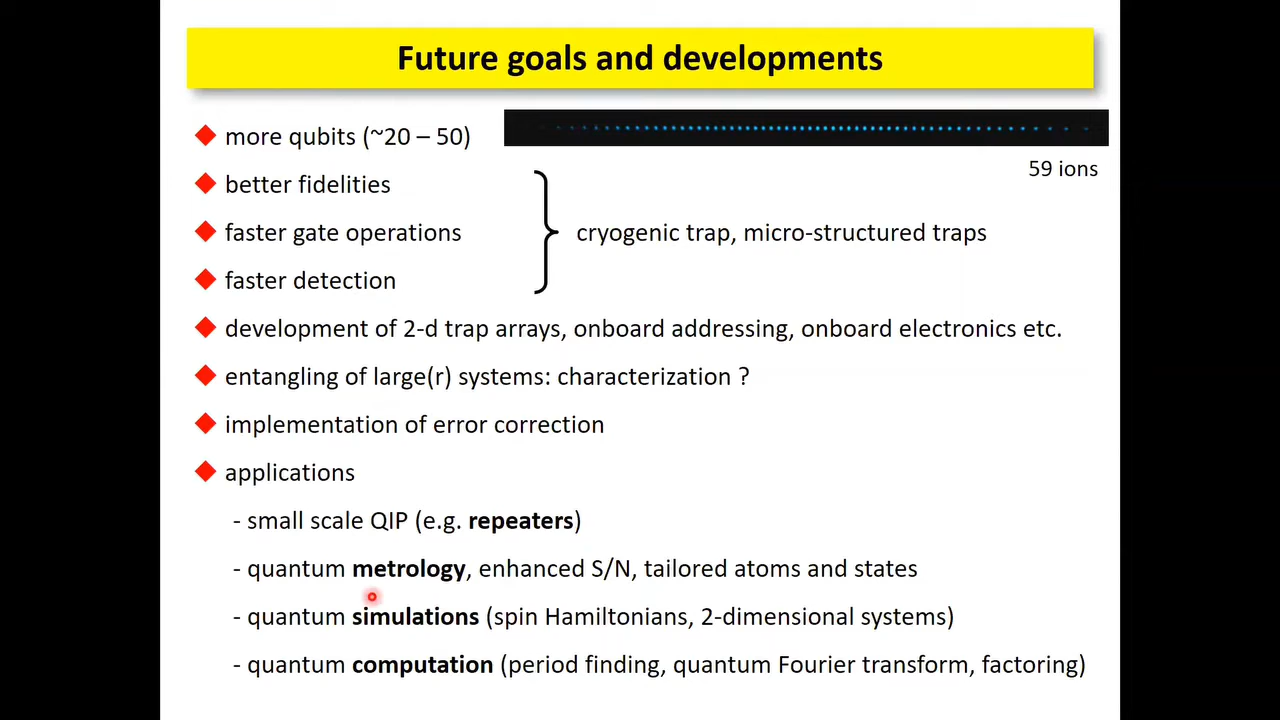 Future goals and developments
more qubits (~20 – 50)
59 ions
better fidelities
faster gate operations
faster detection
cryogenic trap, micro-structured traps
development of 2-d trap arrays, onboard addressing, onboard electronics etc.
entangling of large(r) systems: characterization ?
implementation of error correction
applications
- small scale QIP (e.g. repeaters)
- quantum metrology, enhanced S/N, tailored atoms and states
- quantum simulations (spin Hamiltonians, 2-dimensional systems)
- quantum computation (period finding, quantum Fourier transform, factoring)